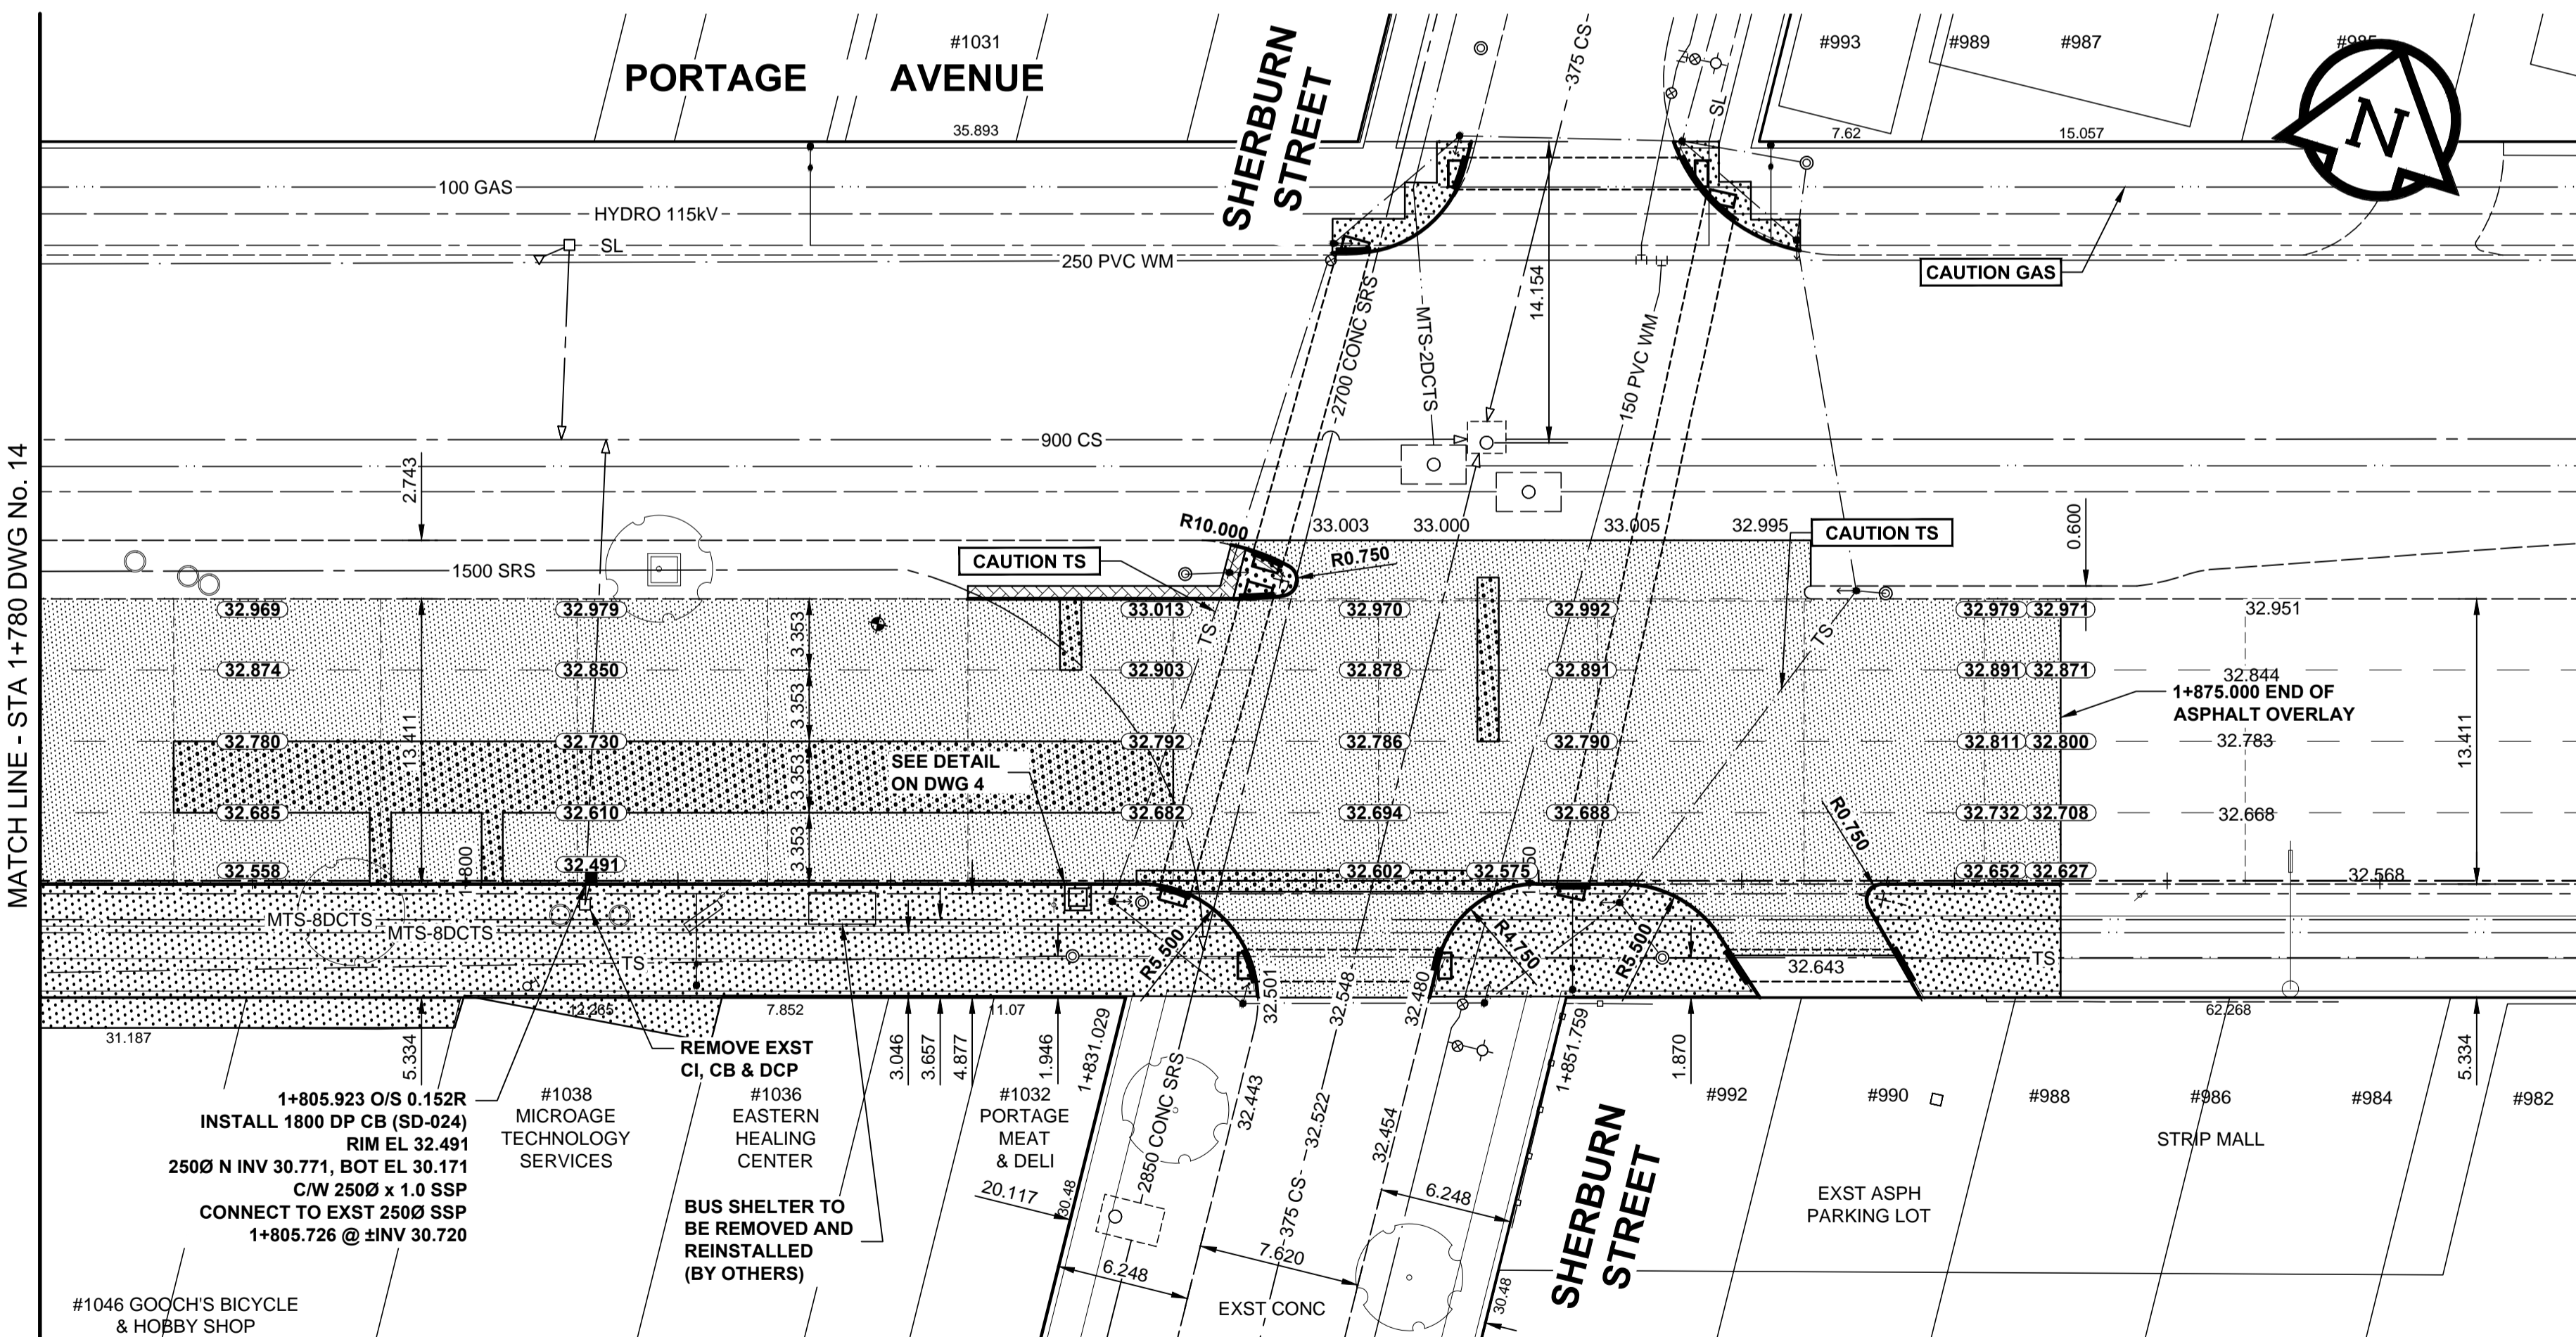 #1031
PORTAGE AVENUE
SHERBURN
STREET
375 CS
SL
#993
#989
#987
#985
N
35.893
7.62
15.057
100 GAS
HYDRO 115kV
SL
250 PVC WM
CAUTION GAS
14.154
2700 CONC SRS
MTS-2DCTS
150 PVC WM
MATCH LINE - STA 1+780 DWG No. 14
900 CS
2.743
R10.000
33.003
33.000
33.005
32.995
CAUTION TS
0.600
1500 SRS
CAUTION TS
R0.750
32.969
32.979
33.013
32.970
32.992
32.979
32.971
32.951
3.353
TS
TS
32.874
32.850
32.903
32.878
32.891
32.891
32.871
32.844
1+875.000 END OF
ASPHALT OVERLAY
13.411
3.353
13.411
32.780
32.730
32.792
32.786
32.790
32.811
32.800
32.783
SEE DETAIL
ON DWG 4
3.353
32.685
32.610
32.682
32.694
32.688
R0.750
32.732
32.708
32.668
3.353
1+800
32.558
32.491
32.602
32.575
50
32.652
32.627
32.568
MTS-8DCTS
MTS-8DCTS
TS
R5.500
R4.750
R5.500
32.643
TS
32.501
32.548
32.480
31.187
12.265
7.852
11.07
62.268
5.334
REMOVE EXST
CI, CB & DCP
3.046
3.657
4.877
1.946
1+831.029
1+851.759
1.870
5.334
1+805.923 O/S 0.152R
INSTALL 1800 DP CB (SD-024)
RIM EL 32.491
250Ø N INV 30.771, BOT EL 30.171
C/W 250Ø x 1.0 SSP
CONNECT TO EXST 250Ø SSP
1+805.726 @ ±INV 30.720
#1038
MICROAGE
TECHNOLOGY
SERVICES
#1036
EASTERN
HEALING
CENTER
#1032
PORTAGE
MEAT
& DELI
2850 CONC SRS
32.443
32.522
32.454
375 CS
#992
#990
#988
#986
#984
#982
STRIP MALL
BUS SHELTER TO
BE REMOVED AND
REINSTALLED
(BY OTHERS)
20.117
30.48
6.248
7.620
6.248
30.48
SHERBURN
STREET
EXST ASPH
PARKING LOT
EXST CONC
#1046 GOOCH'S BICYCLE
& HOBBY SHOP